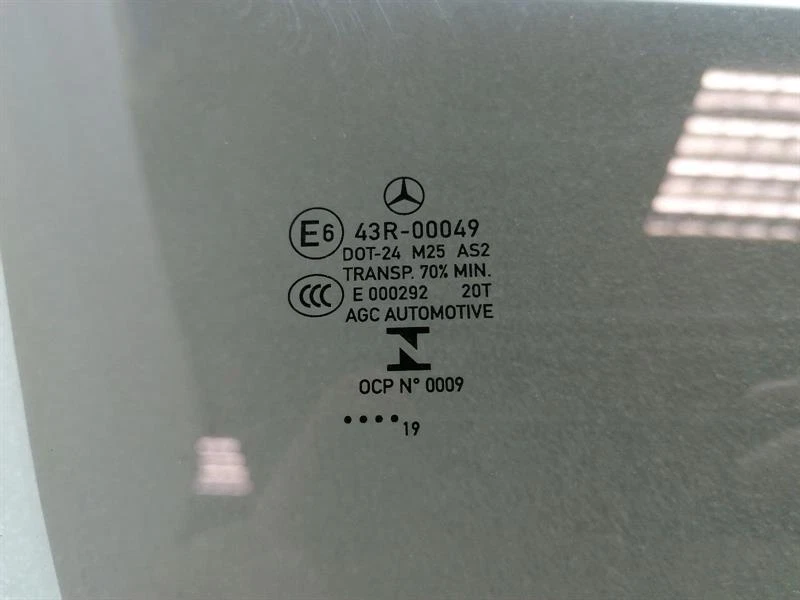 E6 43R-00049
DOT-24 M25 AS2
TRANSP. 70% MIN.
CCC E 000292 20T
AGC AUTOMOTIVE
N
OCP N° 0009
•••• 19